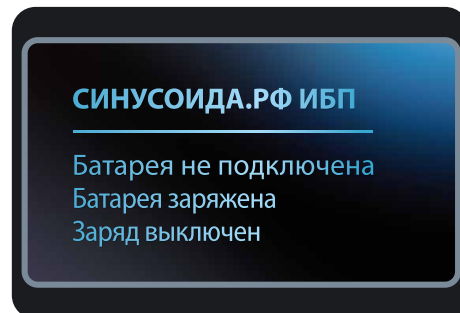 СИНУСОИДА.РФ ИБП
Батарея не подключена
Батарея заряжена
Заряд выключен